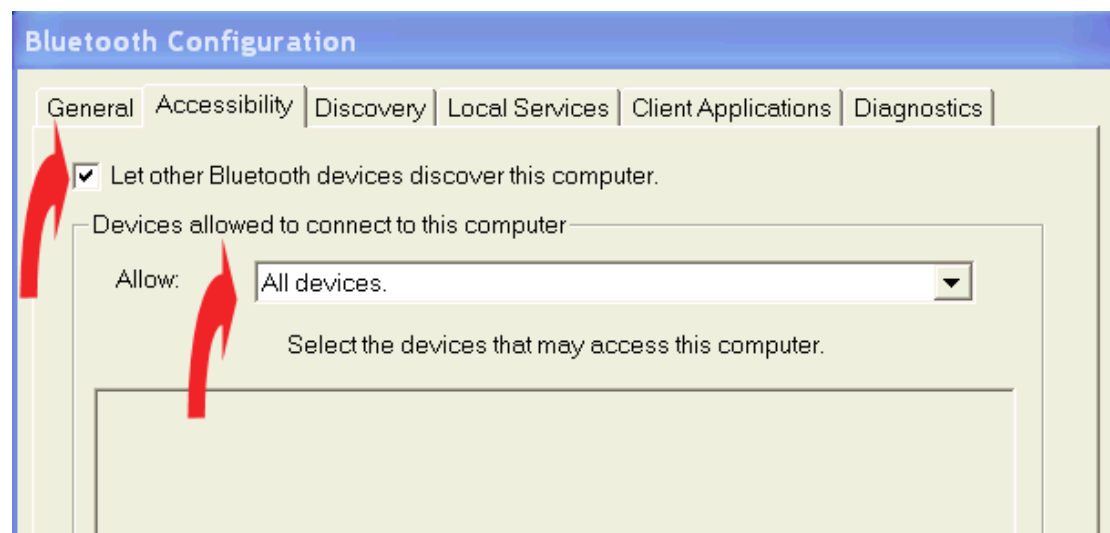 Bluetooth Configuration
General Accessibility Discovery Local Services Client Applications Diagnostics
Let other Bluetooth devices discover this computer.
Devices allowed to connect to this computer
Allow: All devices.
Select the devices that may access this computer.